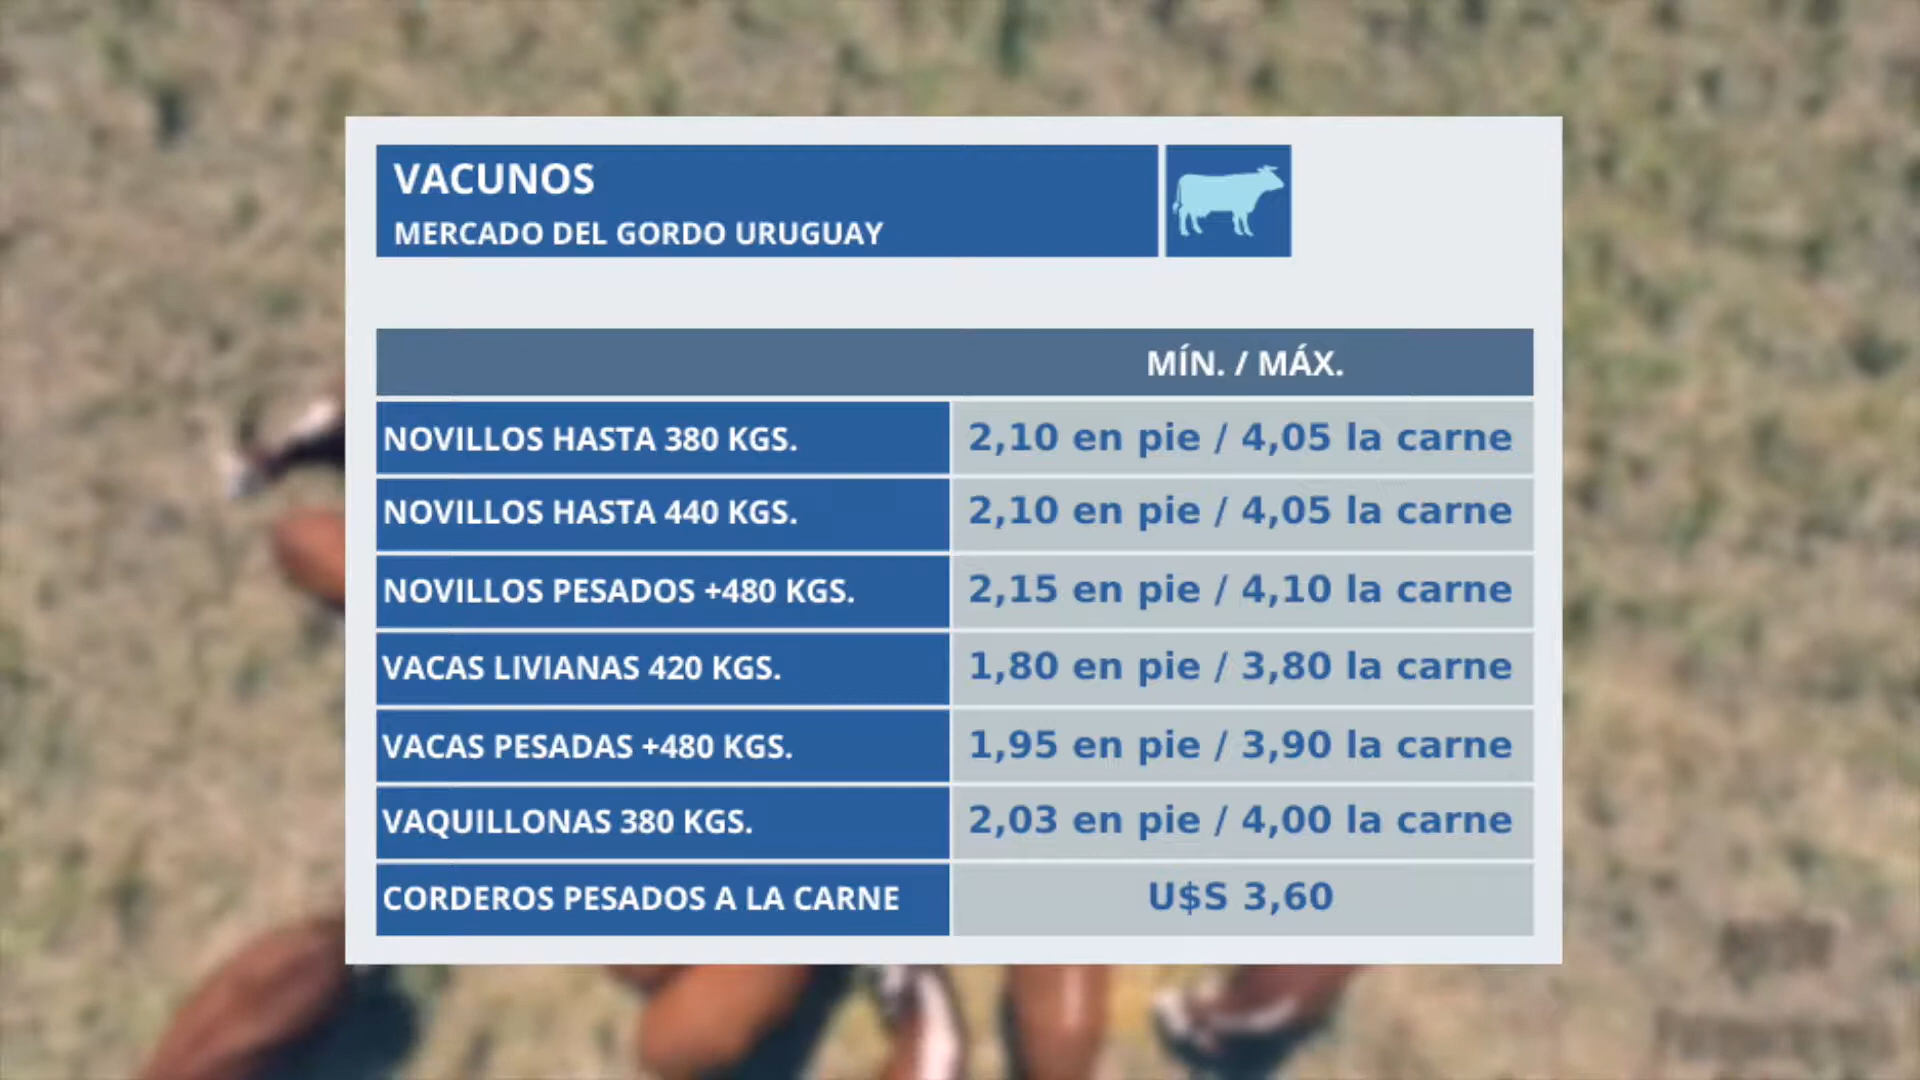 VACUNOS
MERCADO DEL GORDO URUGUAY
MÍN. / MÁX.
NOVILLOS HASTA 380 KGS. 2,10 en pie / 4,05 la carne
NOVILLOS HASTA 440 KGS. 2,10 en pie / 4,05 la carne
NOVILLOS PESADOS +480 KGS. 2,15 en pie / 4,10 la carne
VACAS LIVIANAS 420 KGS. 1,80 en pie / 3,80 la carne
VACAS PESADAS +480 KGS. 1,95 en pie / 3,90 la carne
VAQUILLONAS 380 KGS. 2,03 en pie / 4,00 la carne
CORDEROS PESADOS A LA CARNE U$S 3,60